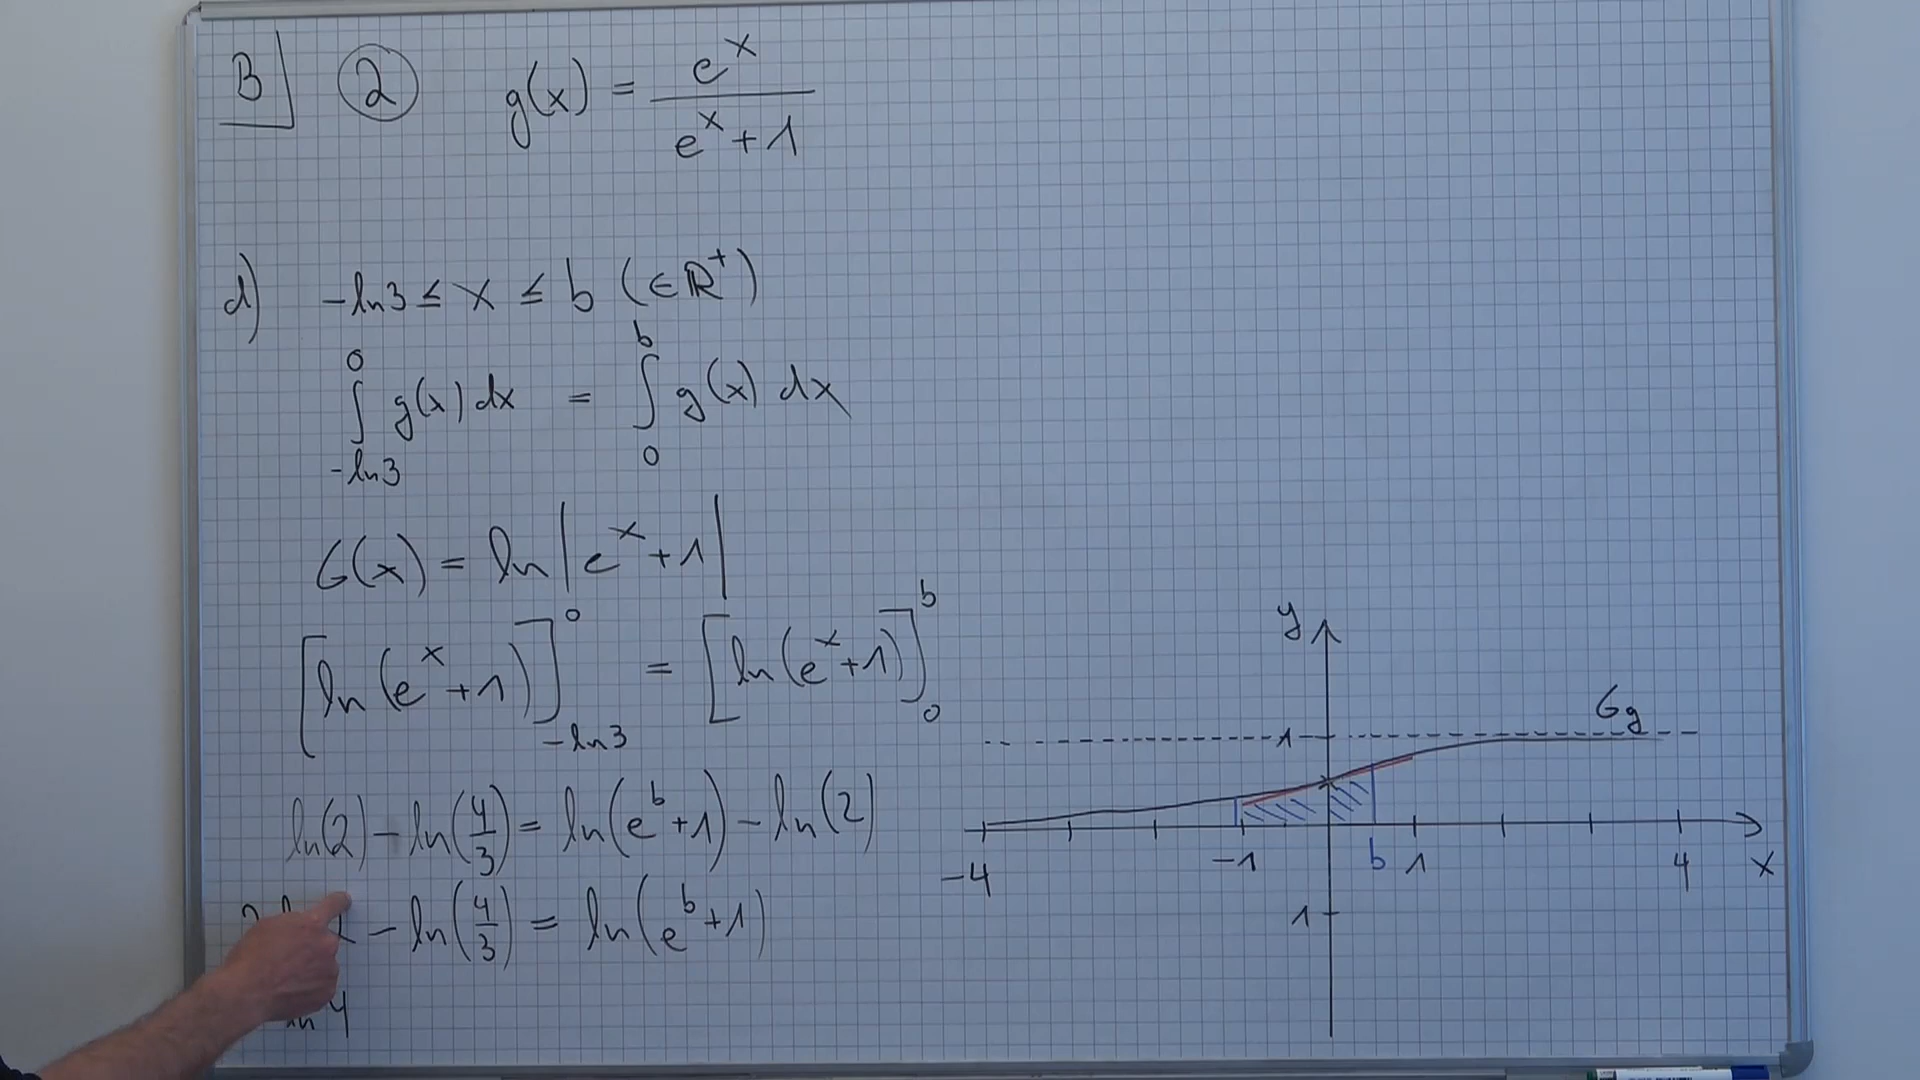 B ② g(x) = e^x / (e^x + 1)
d) -ln3 ≤ x ≤ b (∈ ℝ⁺)
∫_{-ln3}^{0} g(x) dx = ∫_{0}^{b} g(x) dx
G(x) = ln|e^x + 1|
[ln(e^x + 1)]_{-ln3}^{0} = [ln(e^x + 1)]_{0}^{b}
ln(2) - ln(4/3) = ln(e^b + 1) - ln(2)
- ln(4/3) = ln(e^b + 1)
ln 4
y
G_g
1
-4 -1 b 1 4 x
1